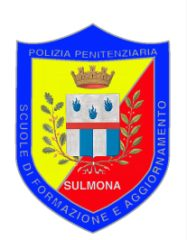 POLIZIA PENITENZIARIA
SCUOLE DI FORMAZIONE E AGGIORNAMENTO
SULMONA